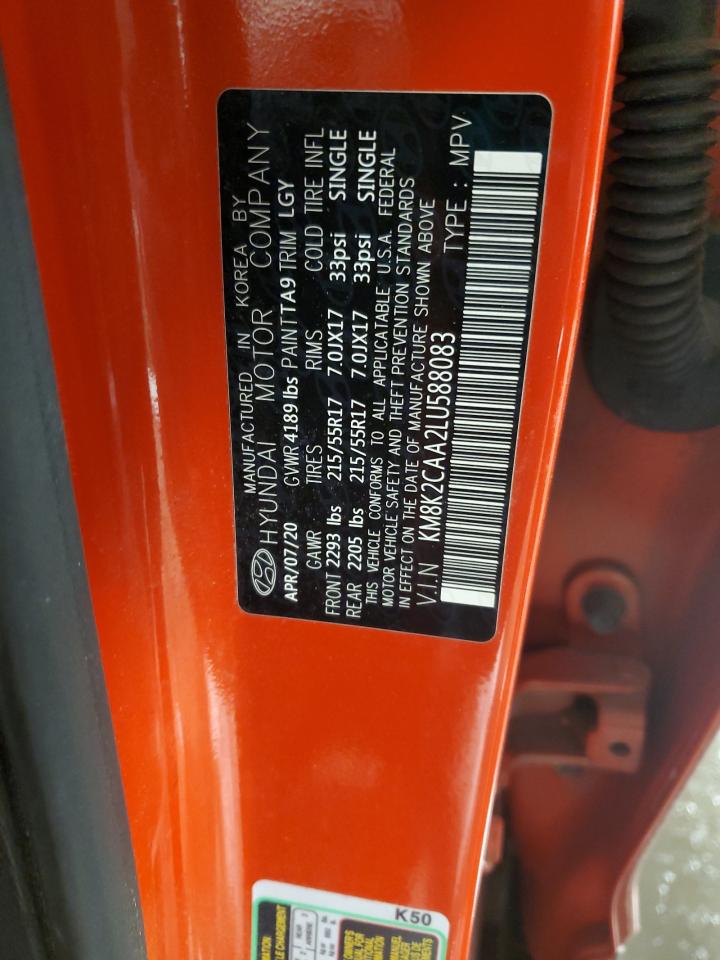 MANUFACTURED IN KOREA BY
HYUNDAI MOTOR COMPANY
APR/07/20 GVWR 4189 lbs PAINT TA9 TRIM LGY
GAWR TIRES RIMS COLD TIRE INFL
FRONT 2293 lbs 215/55R17 7.0JX17 33psi SINGLE
REAR 2205 lbs 215/55R17 7.0JX17 33psi SINGLE
THIS VEHICLE CONFORMS TO ALL APPLICATABLE U.S.A. FEDERAL
MOTOR VEHICLE SAFETY AND THEFT PREVENTION STANDARDS
IN EFFECT ON THE DATE OF MANUFACTURE SHOWN ABOVE
V.I.N KM8K2CAA2LU588083 TYPE : MPV
K50